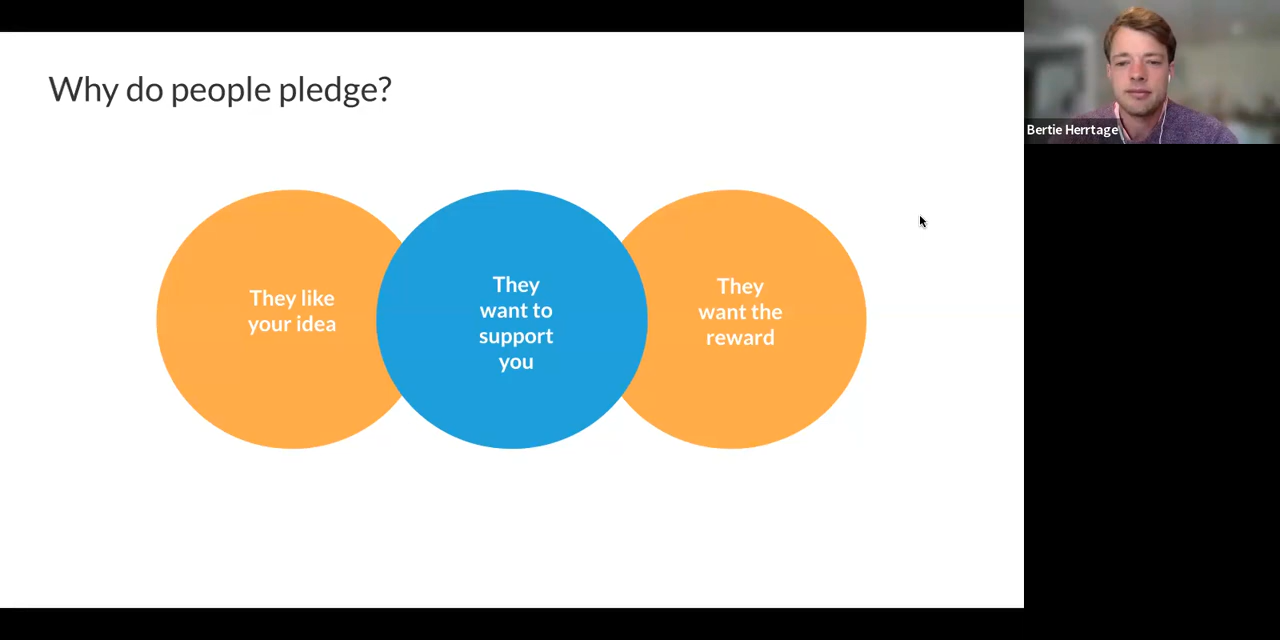 Why do people pledge?
They like
your idea
They
want to
support
you
They
want the
reward
Bertie Herrtage